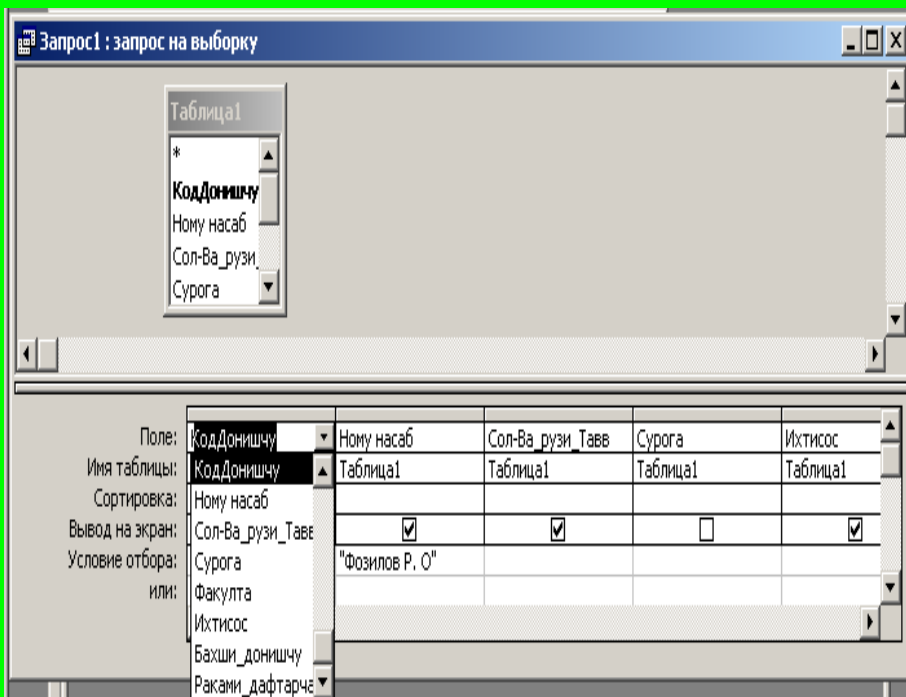 Запрос1 : запрос на выборку
Таблица1
*
КодДонишчу
Ному насаб
Сол-Ва_рузи_
Сурога
Поле: КодДонишчу Ному насаб Сол-Ва_рузи_Тавв Сурога Ихтисос
Имя таблицы: КодДонишчу Таблица1 Таблица1 Таблица1 Таблица1
Сортировка: Ному насаб
Вывод на экран: Сол-Ва_рузи_Тавв
Условие отбора: Сурога "Фозилов Р. О"
или: Факулта
Ихтисос
Бахши_донишчу
Раками_дафтарча